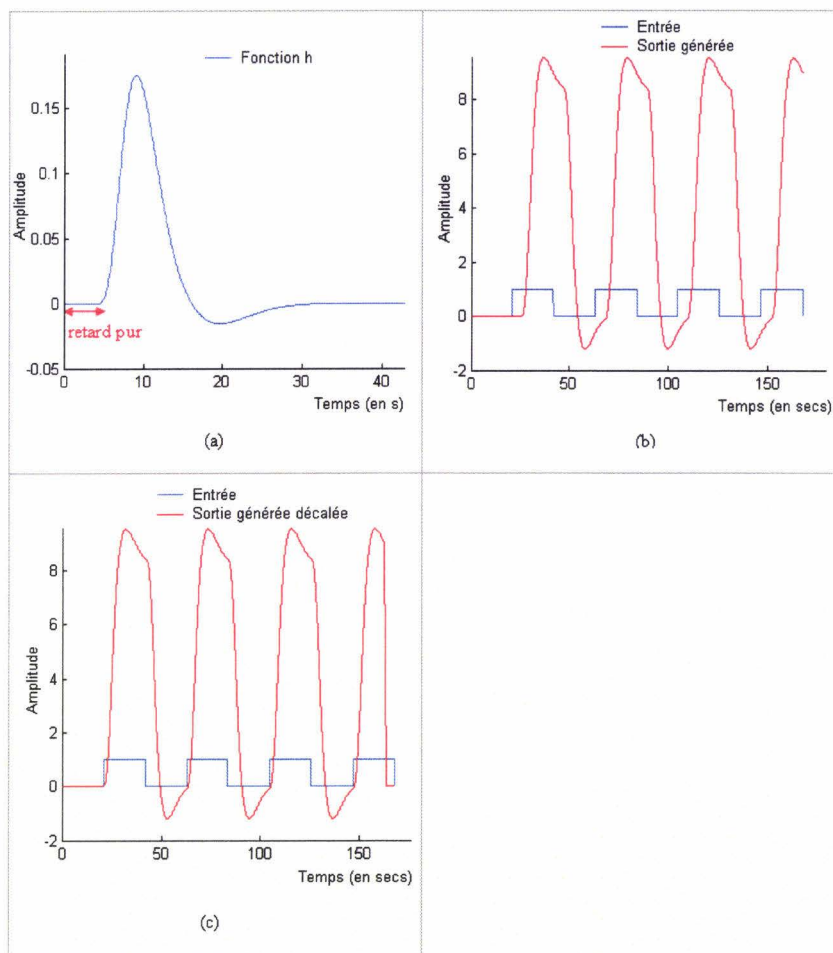 Fonction h
0.15
0.1
0.05
0
-0.05
Amplitude
retard pur
0 10 20 30 40
Temps (en s)
(a)
Entrée
Sortie générée
8
6
4
2
0
-2
Amplitude
0 50 100 150
Temps (en secs)
(b)
Entrée
Sortie générée décalée
8
6
4
2
0
-2
Amplitude
0 50 100 150
Temps (en secs)
(c)